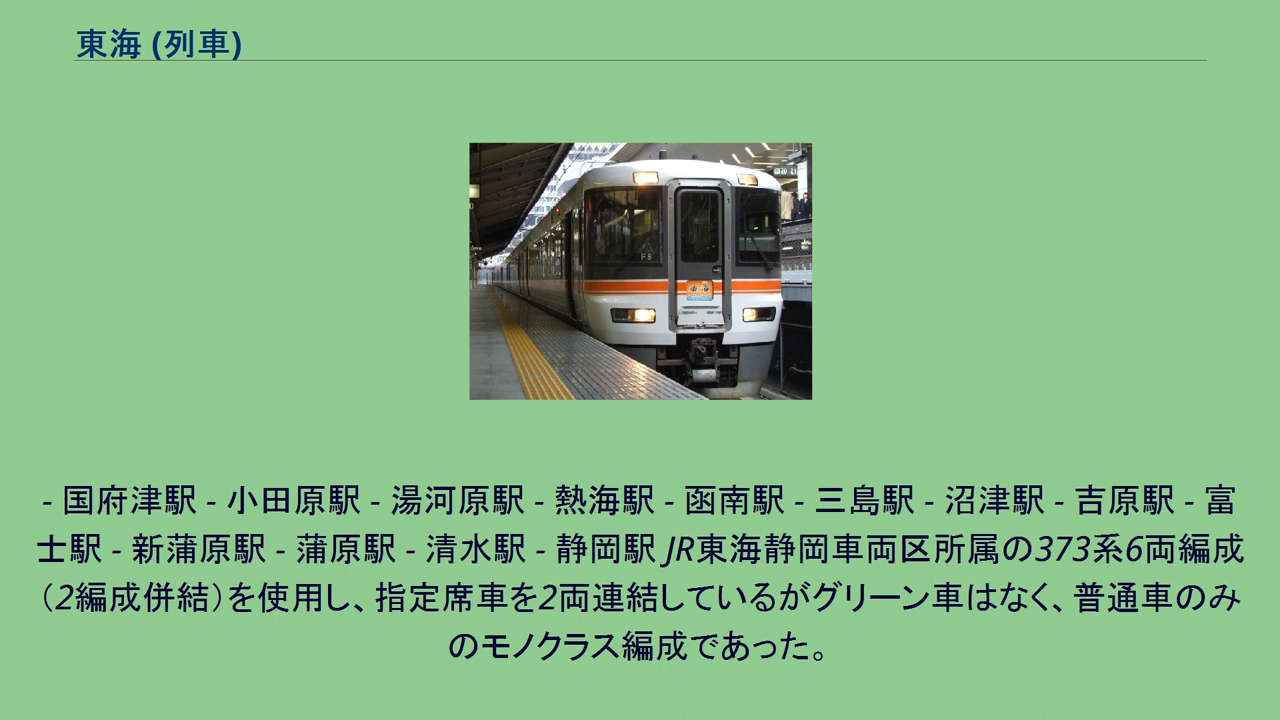 東海 (列車)
F8
東海
- 国府津駅 - 小田原駅 - 湯河原駅 - 熱海駅 - 函南駅 - 三島駅 - 沼津駅 - 吉原駅 - 富
士駅 - 新蒲原駅 - 蒲原駅 - 清水駅 - 静岡駅 JR東海静岡車両区所属の373系6両編成
（2編成併結）を使用し、指定席車を2両連結しているがグリーン車はなく、普通車のみ
のモノクラス編成であった。